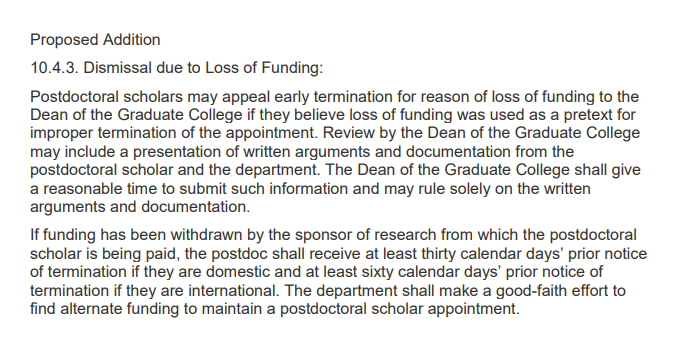 Proposed Addition
10.4.3. Dismissal due to Loss of Funding:
Postdoctoral scholars may appeal early termination for reason of loss of funding to the
Dean of the Graduate College if they believe loss of funding was used as a pretext for
improper termination of the appointment. Review by the Dean of the Graduate College
may include a presentation of written arguments and documentation from the
postdoctoral scholar and the department. The Dean of the Graduate College shall give
a reasonable time to submit such information and may rule solely on the written
arguments and documentation.
If funding has been withdrawn by the sponsor of research from which the postdoctoral
scholar is being paid, the postdoc shall receive at least thirty calendar days’ prior notice
of termination if they are domestic and at least sixty calendar days’ prior notice of
termination if they are international. The department shall make a good-faith effort to
find alternate funding to maintain a postdoctoral scholar appointment.